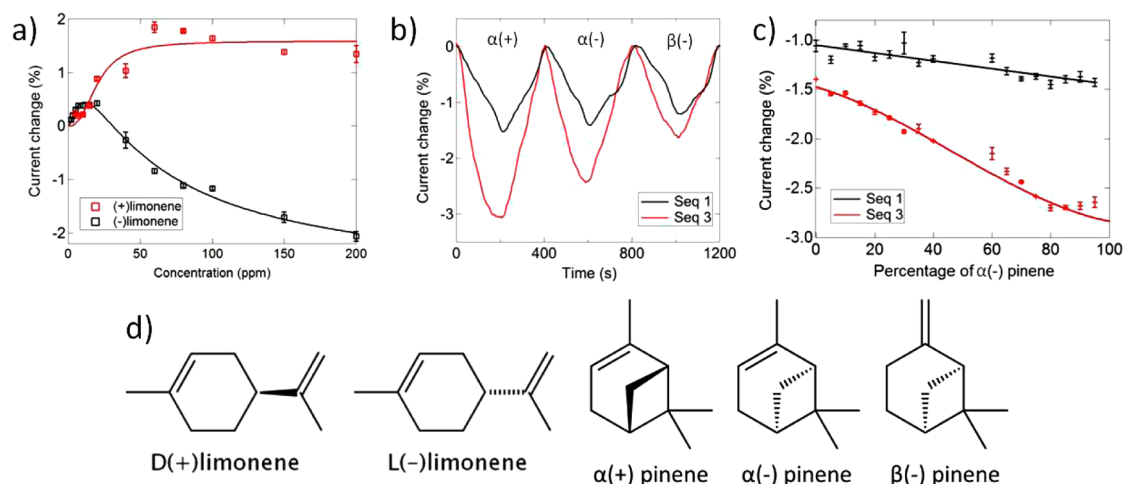 a)
Current change (%)
2
1
0
-1
-2
0
50
100
150
200
Concentration (ppm)
(+)limonene
(-)limonene
b)
α(+)
α(-)
β(-)
0
-1
-2
-3
0
400
800
1200
Time (s)
Seq 1
Seq 3
c)
Current change (%)
-1.0
-1.5
-2.0
-2.5
-3.0
0
20
40
60
80
100
Percentage of α(-) pinene
Seq 1
Seq 3
d)
D(+)limonene
L(-)limonene
α(+) pinene
α(-) pinene
β(-) pinene